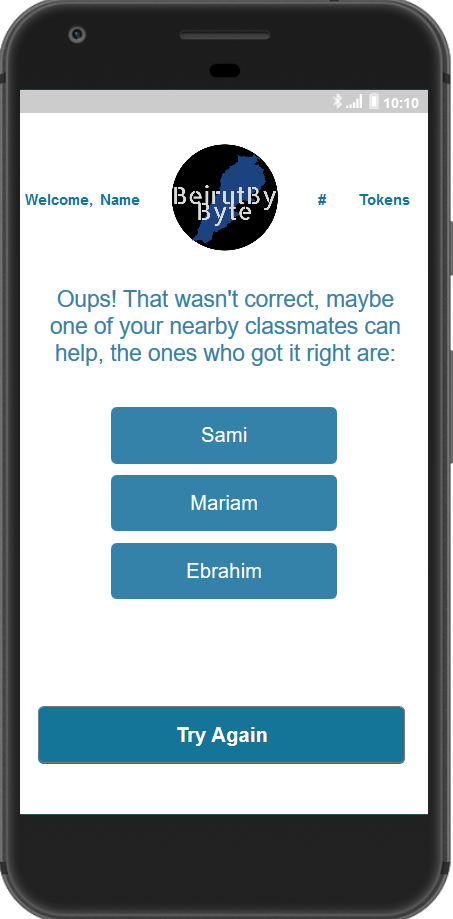 10:10
Welcome, Name
BeirutBy
Byte
# Tokens
Oups! That wasn't correct, maybe
one of your nearby classmates can
help, the ones who got it right are:
Sami
Mariam
Ebrahim
Try Again